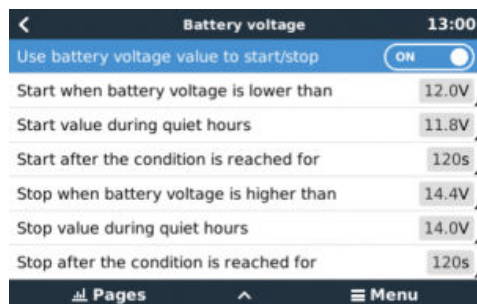 Battery voltage 13:00
Use battery voltage value to start/stop ON
Start when battery voltage is lower than 12.0V
Start value during quiet hours 11.8V
Start after the condition is reached for 120s
Stop when battery voltage is higher than 14.4V
Stop value during quiet hours 14.0V
Stop after the condition is reached for 120s
Pages Menu